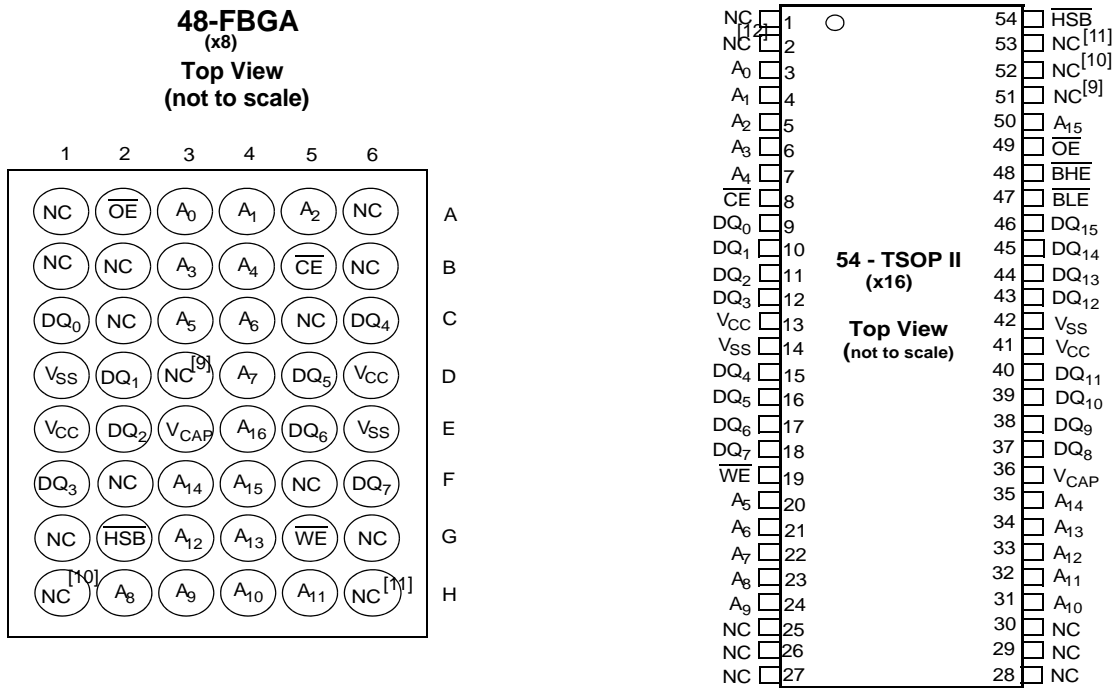 48-FBGA
(x8)
Top View
(not to scale)
1 2 3 4 5 6
NC OE A0 A1 A2 NC A
NC NC A3 A4 CE NC B
DQ0 NC A5 A6 NC DQ4 C
VSS DQ1 NC[9] A7 DQ5 VCC D
VCC DQ2 VCAP A16 DQ6 VSS E
DQ3 NC A14 A15 NC DQ7 F
NC HSB A12 A13 WE NC G
NC[10] A8 A9 A10 A11 NC[11] H
54 - TSOP II
(x16)
Top View
(not to scale)
NC 1
[12]
NC 2
A0 3
A1 4
A2 5
A3 6
A4 7
CE 8
DQ0 9
DQ1 10
DQ2 11
DQ3 12
VCC 13
VSS 14
DQ4 15
DQ5 16
DQ6 17
DQ7 18
WE 19
A5 20
A6 21
A7 22
A8 23
A9 24
NC 25
NC 26
NC 27
54 HSB
53 NC[11]
52 NC[10]
51 NC[9]
50 A15
49 OE
48 BHE
47 BLE
46 DQ15
45 DQ14
44 DQ13
43 DQ12
42 VSS
41 VCC
40 DQ11
39 DQ10
38 DQ9
37 DQ8
36 VCAP
35 A14
34 A13
33 A12
32 A11
31 A10
30 NC
29 NC
28 NC